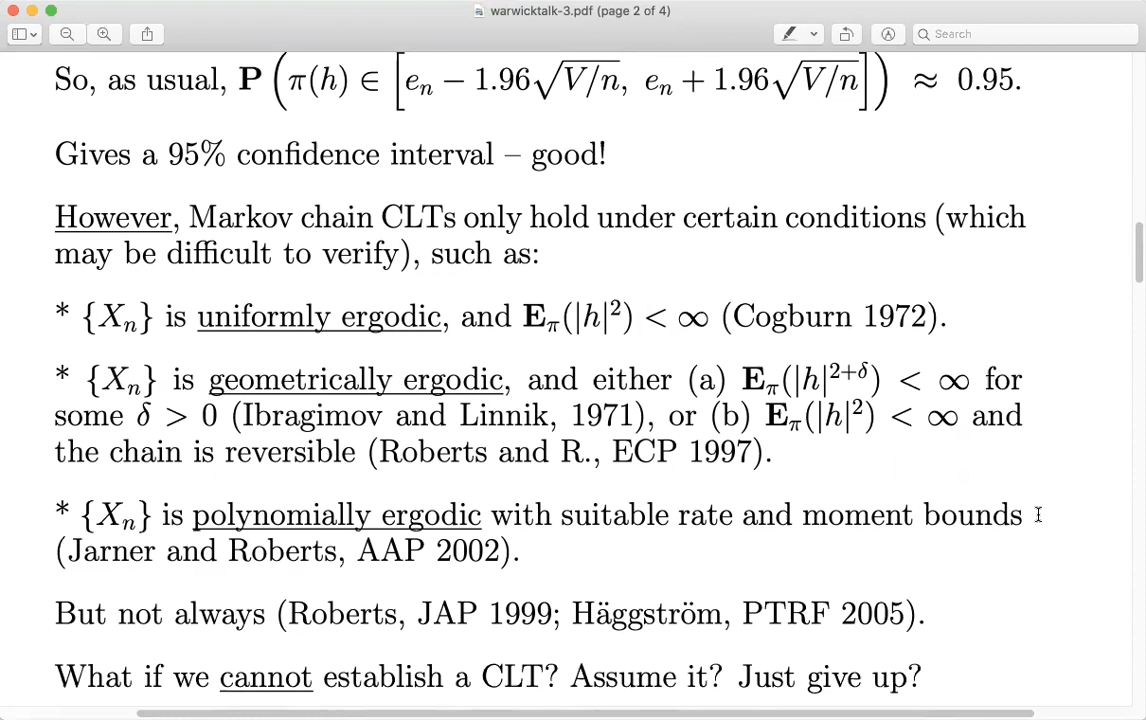 warwicktalk-3.pdf (page 2 of 4)
Search
So, as usual, P ( π(h) ∈ [ eₙ − 1.96√V/n, eₙ + 1.96√V/n ] ) ≈ 0.95.
Gives a 95% confidence interval – good!
However, Markov chain CLTs only hold under certain conditions (which
may be difficult to verify), such as:
* {Xₙ} is uniformly ergodic, and E_π(|h|²) < ∞ (Cogburn 1972).
* {Xₙ} is geometrically ergodic, and either (a) E_π(|h|²⁺ᵟ) < ∞ for
some δ > 0 (Ibragimov and Linnik, 1971), or (b) E_π(|h|²) < ∞ and
the chain is reversible (Roberts and R., ECP 1997).
* {Xₙ} is polynomially ergodic with suitable rate and moment bounds
(Jarner and Roberts, AAP 2002).
But not always (Roberts, JAP 1999; Häggström, PTRF 2005).
What if we cannot establish a CLT? Assume it? Just give up?